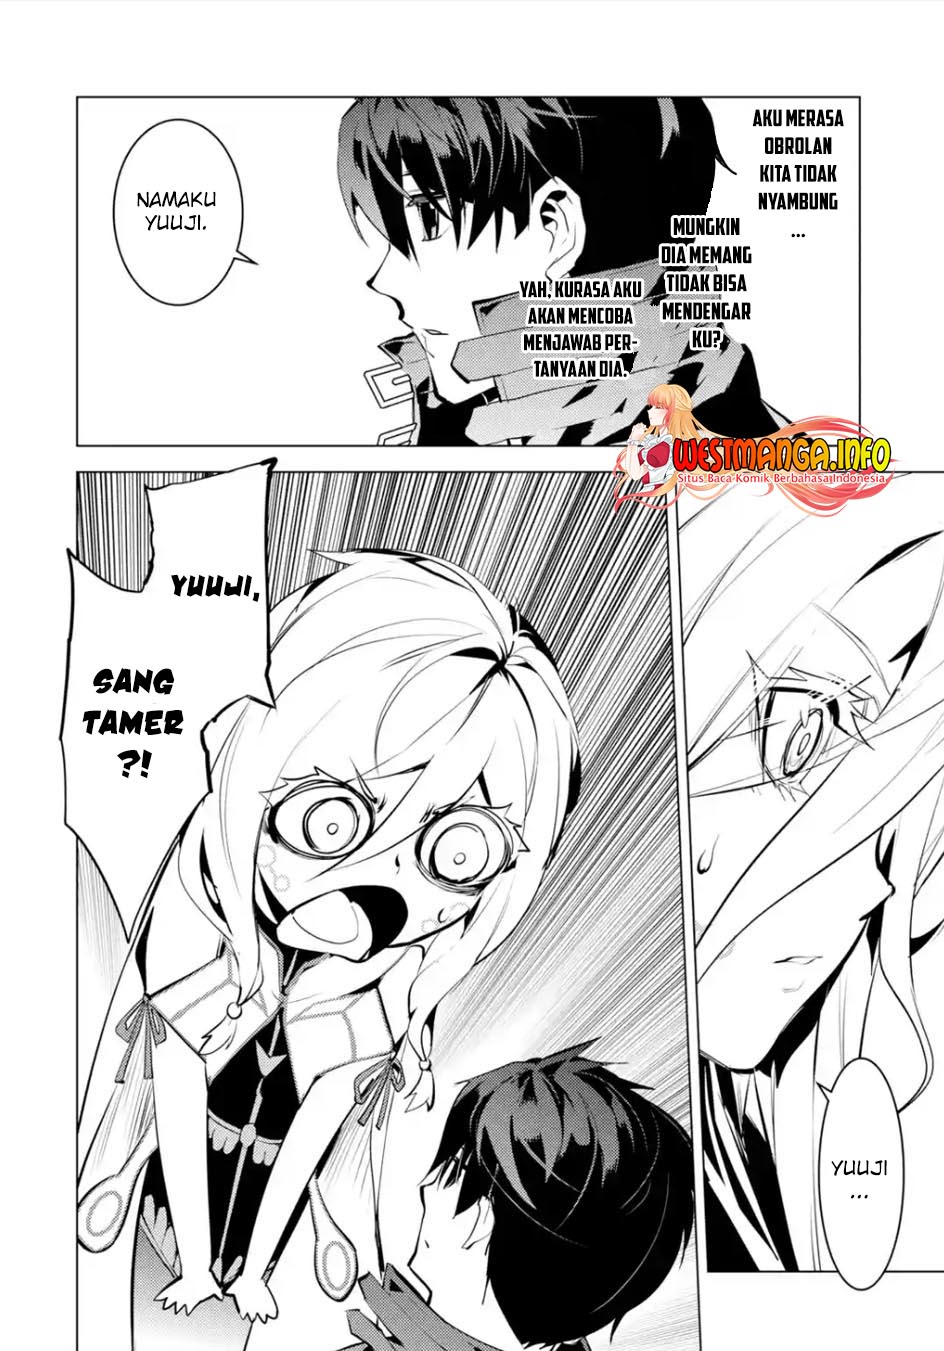 AKU MERASA
OBROLAN
KITA TIDAK
NYAMBUNG
...
MUNGKIN
DIA MEMANG
TIDAK BISA
MENDENGAR
KU?
YAH, KURASA AKU
AKAN MENCOBA
MENJAWAB PER-
TANYAAN DIA.
NAMAKU
YUUJI.
WESTMANGA.INFO
Situs Baca Komik Berbahasa Indonesia
YUUJI
...
YUUJI,
SANG
TAMER
?!